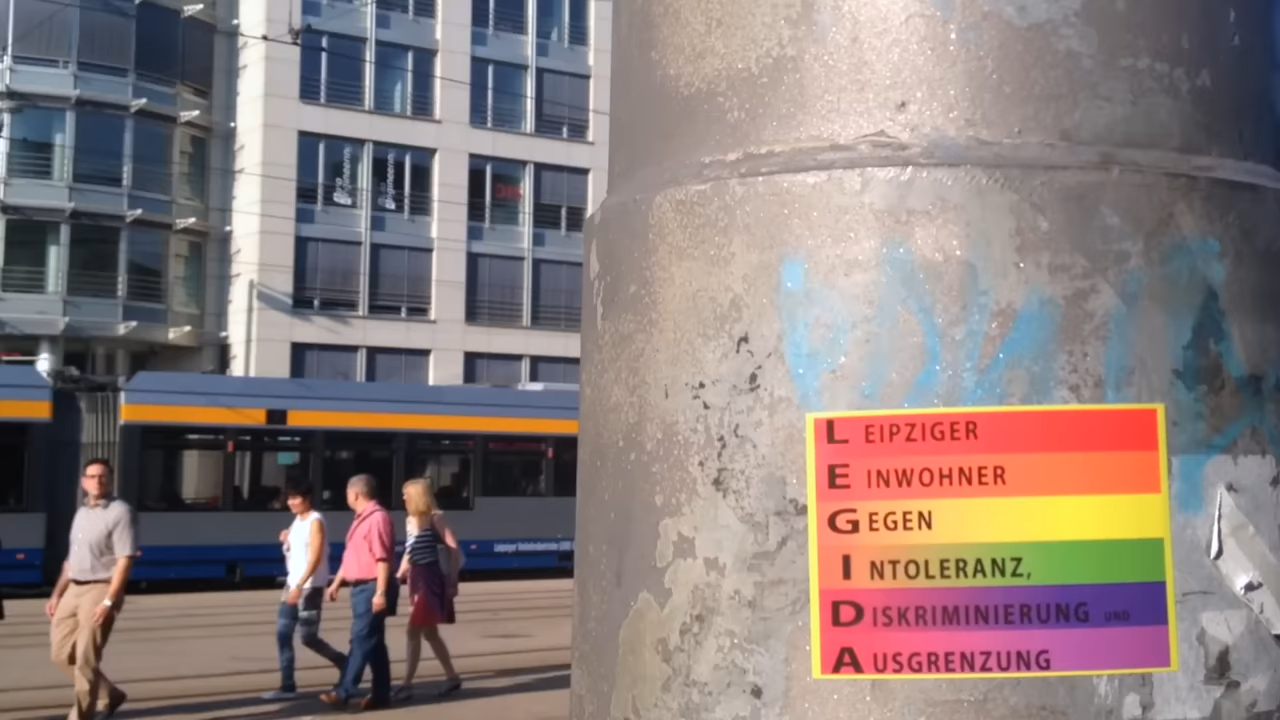 LEIPZIGER
EINWOHNER
GEGEN
INTOLERANZ,
DISKRIMINIERUNG UND
AUSGRENZUNG